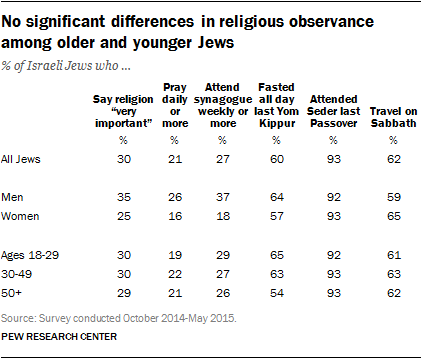 No significant differences in religious observance
among older and younger Jews
% of Israeli Jews who ...
Say religion "very important" Pray daily or more Attend synagogue weekly or more Fasted all day last Yom Kippur Attended Seder last Passover Travel on Sabbath
% % % % % %
All Jews 30 21 27 60 93 62
Men 35 26 37 64 92 59
Women 25 16 18 57 93 65
Ages 18-29 30 19 29 65 92 61
30-49 30 22 27 63 93 63
50+ 29 21 26 54 93 62
Source: Survey conducted October 2014-May 2015.
PEW RESEARCH CENTER